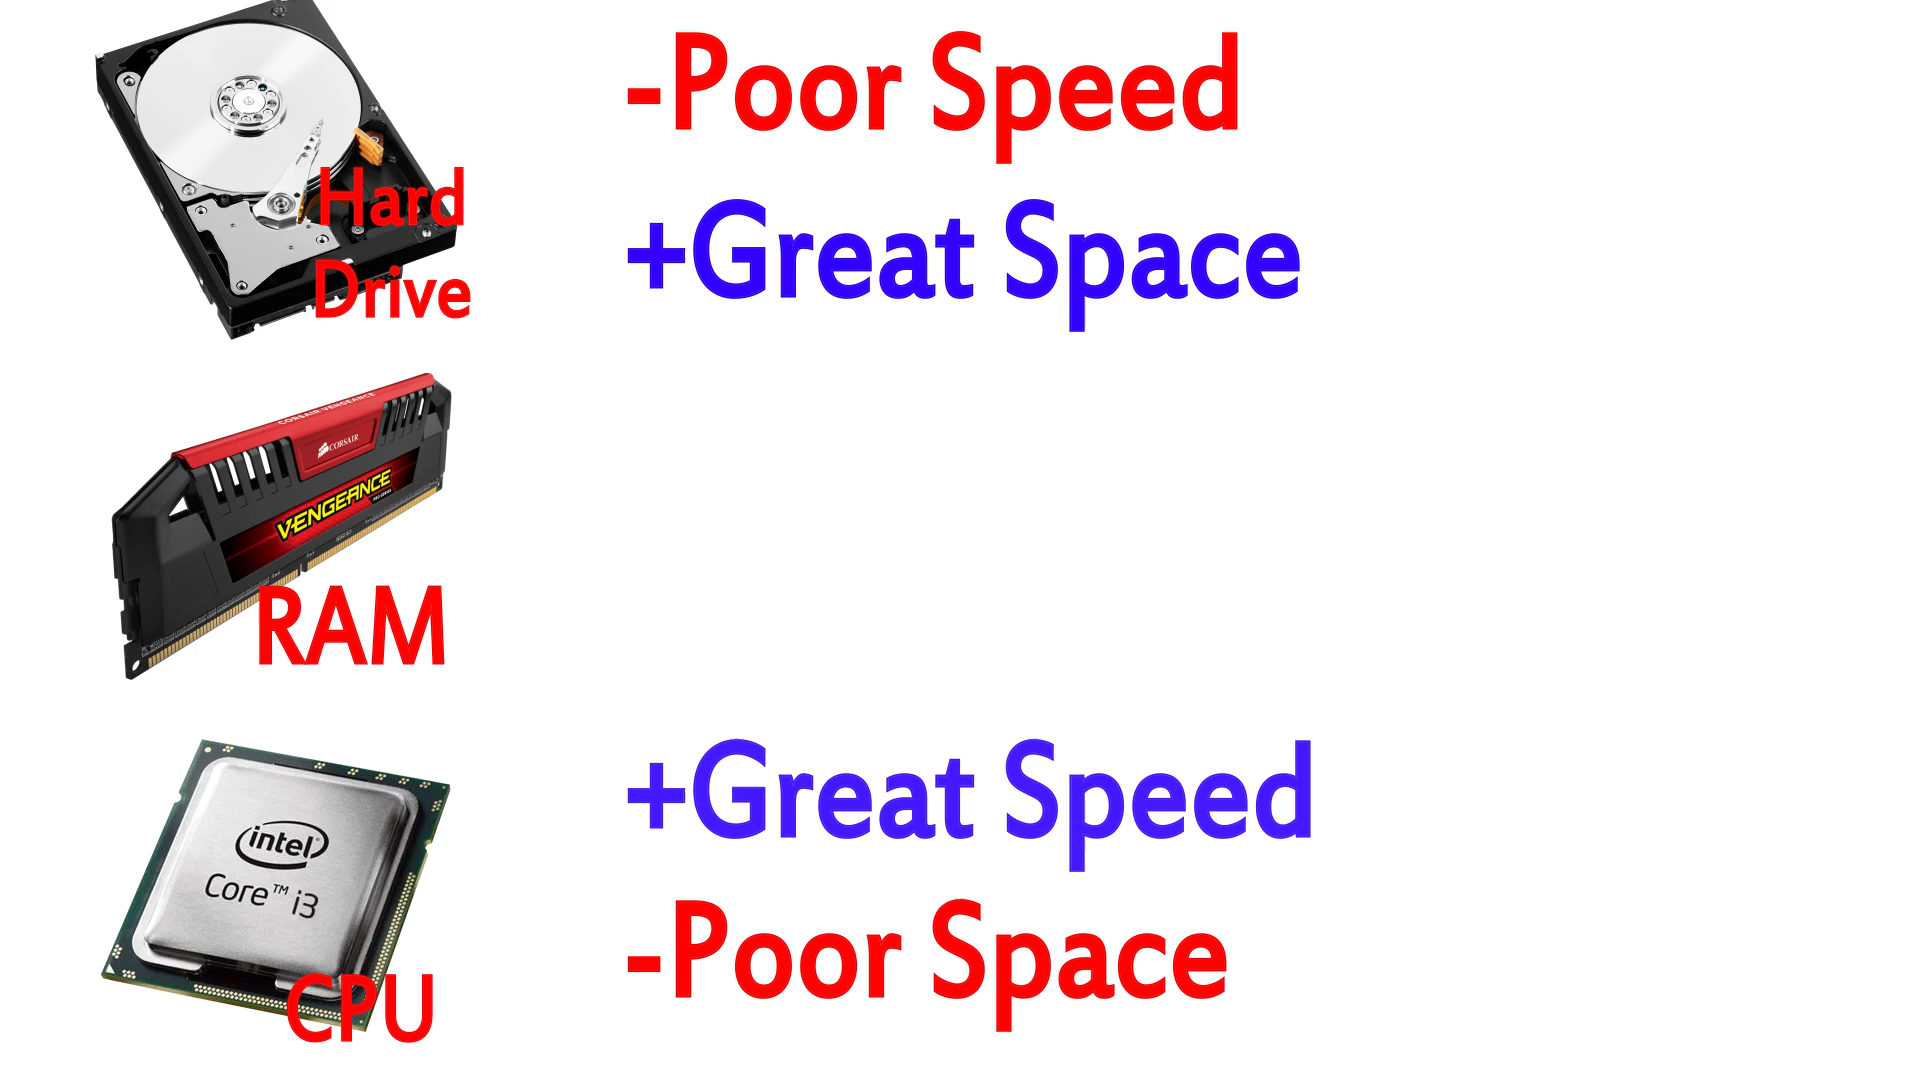 -Poor Speed
+Great Space
Hard
Drive
CORSAIR VENGEANCE
CORSAIR
VENGEANCE
RAM
+Great Speed
-Poor Space
intel
Core™ i3
CPU